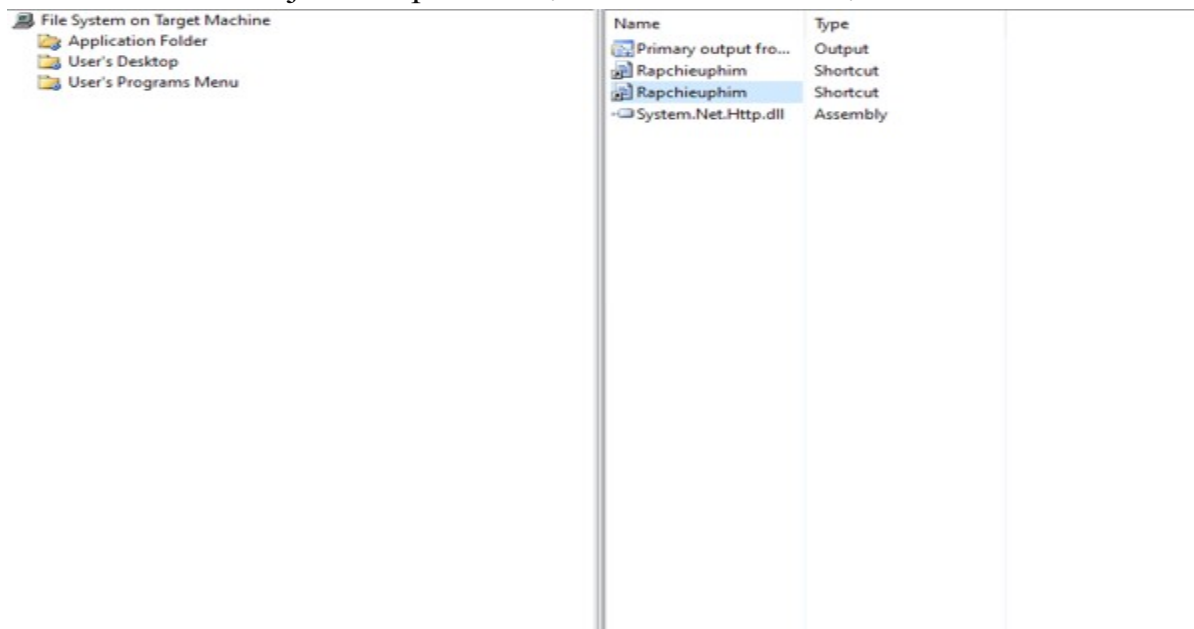 File System on Target Machine
Application Folder
User's Desktop
User's Programs Menu
Name Type
Primary output fro... Output
Rapchieuphim Shortcut
Rapchieuphim Shortcut
System.Net.Http.dll Assembly